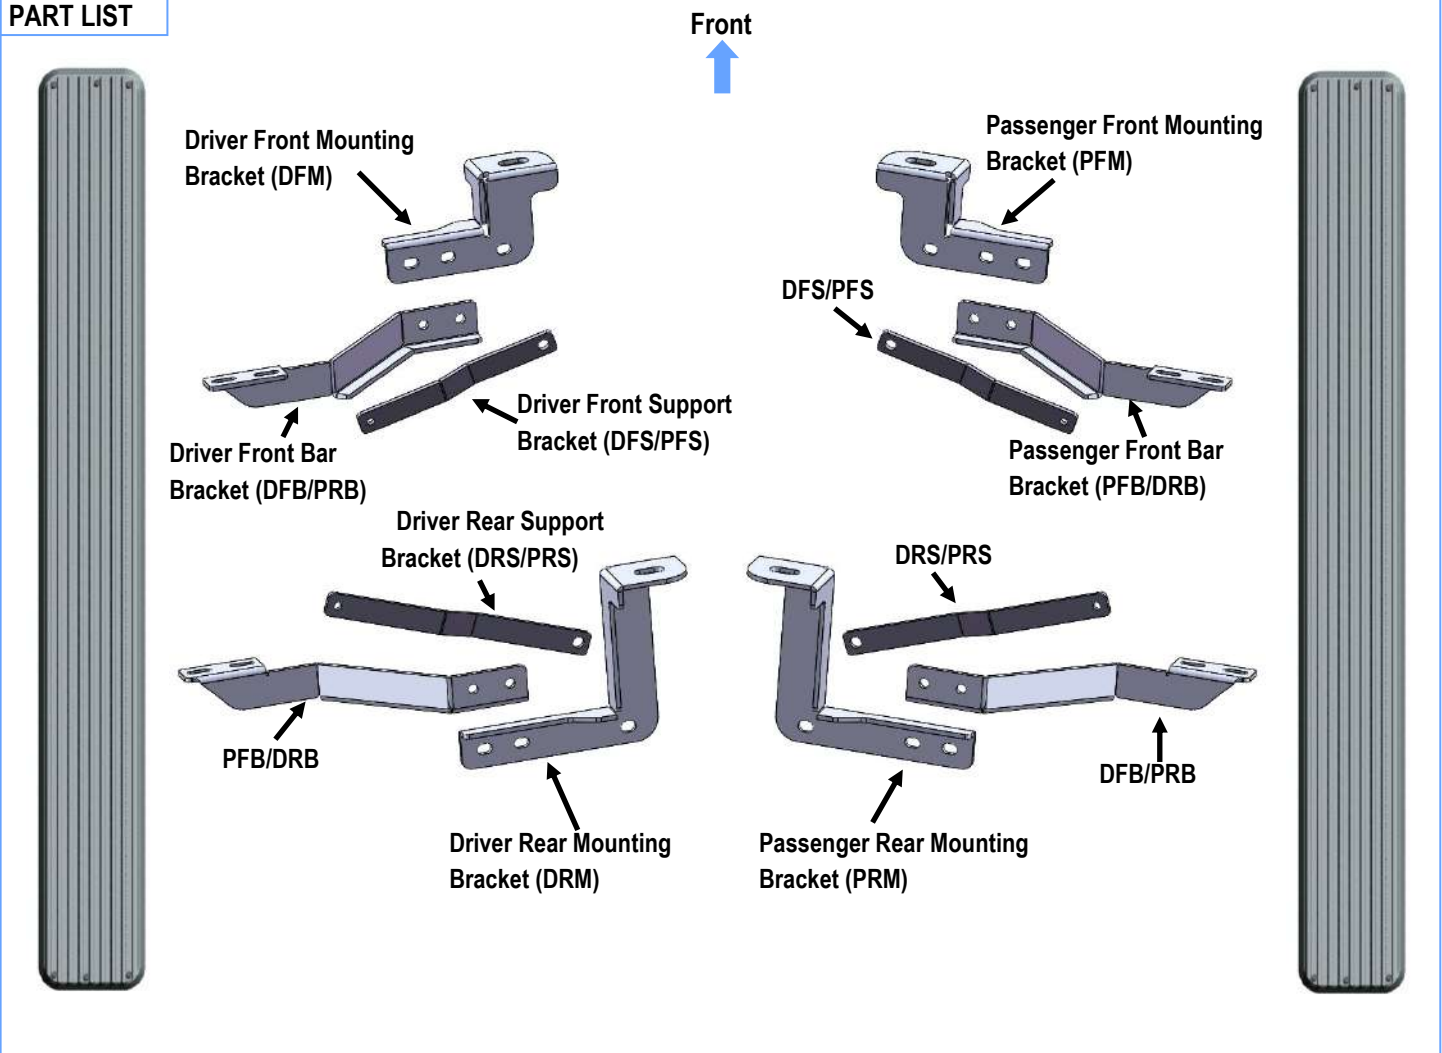 PART LIST
Front
Driver Front Mounting
Bracket (DFM)
Passenger Front Mounting
Bracket (PFM)
DFS/PFS
Driver Front Support
Bracket (DFS/PFS)
Driver Front Bar
Bracket (DFB/PRB)
Passenger Front Bar
Bracket (PFB/DRB)
Driver Rear Support
Bracket (DRS/PRS)
DRS/PRS
PFB/DRB
DFB/PRB
Driver Rear Mounting
Bracket (DRM)
Passenger Rear Mounting
Bracket (PRM)